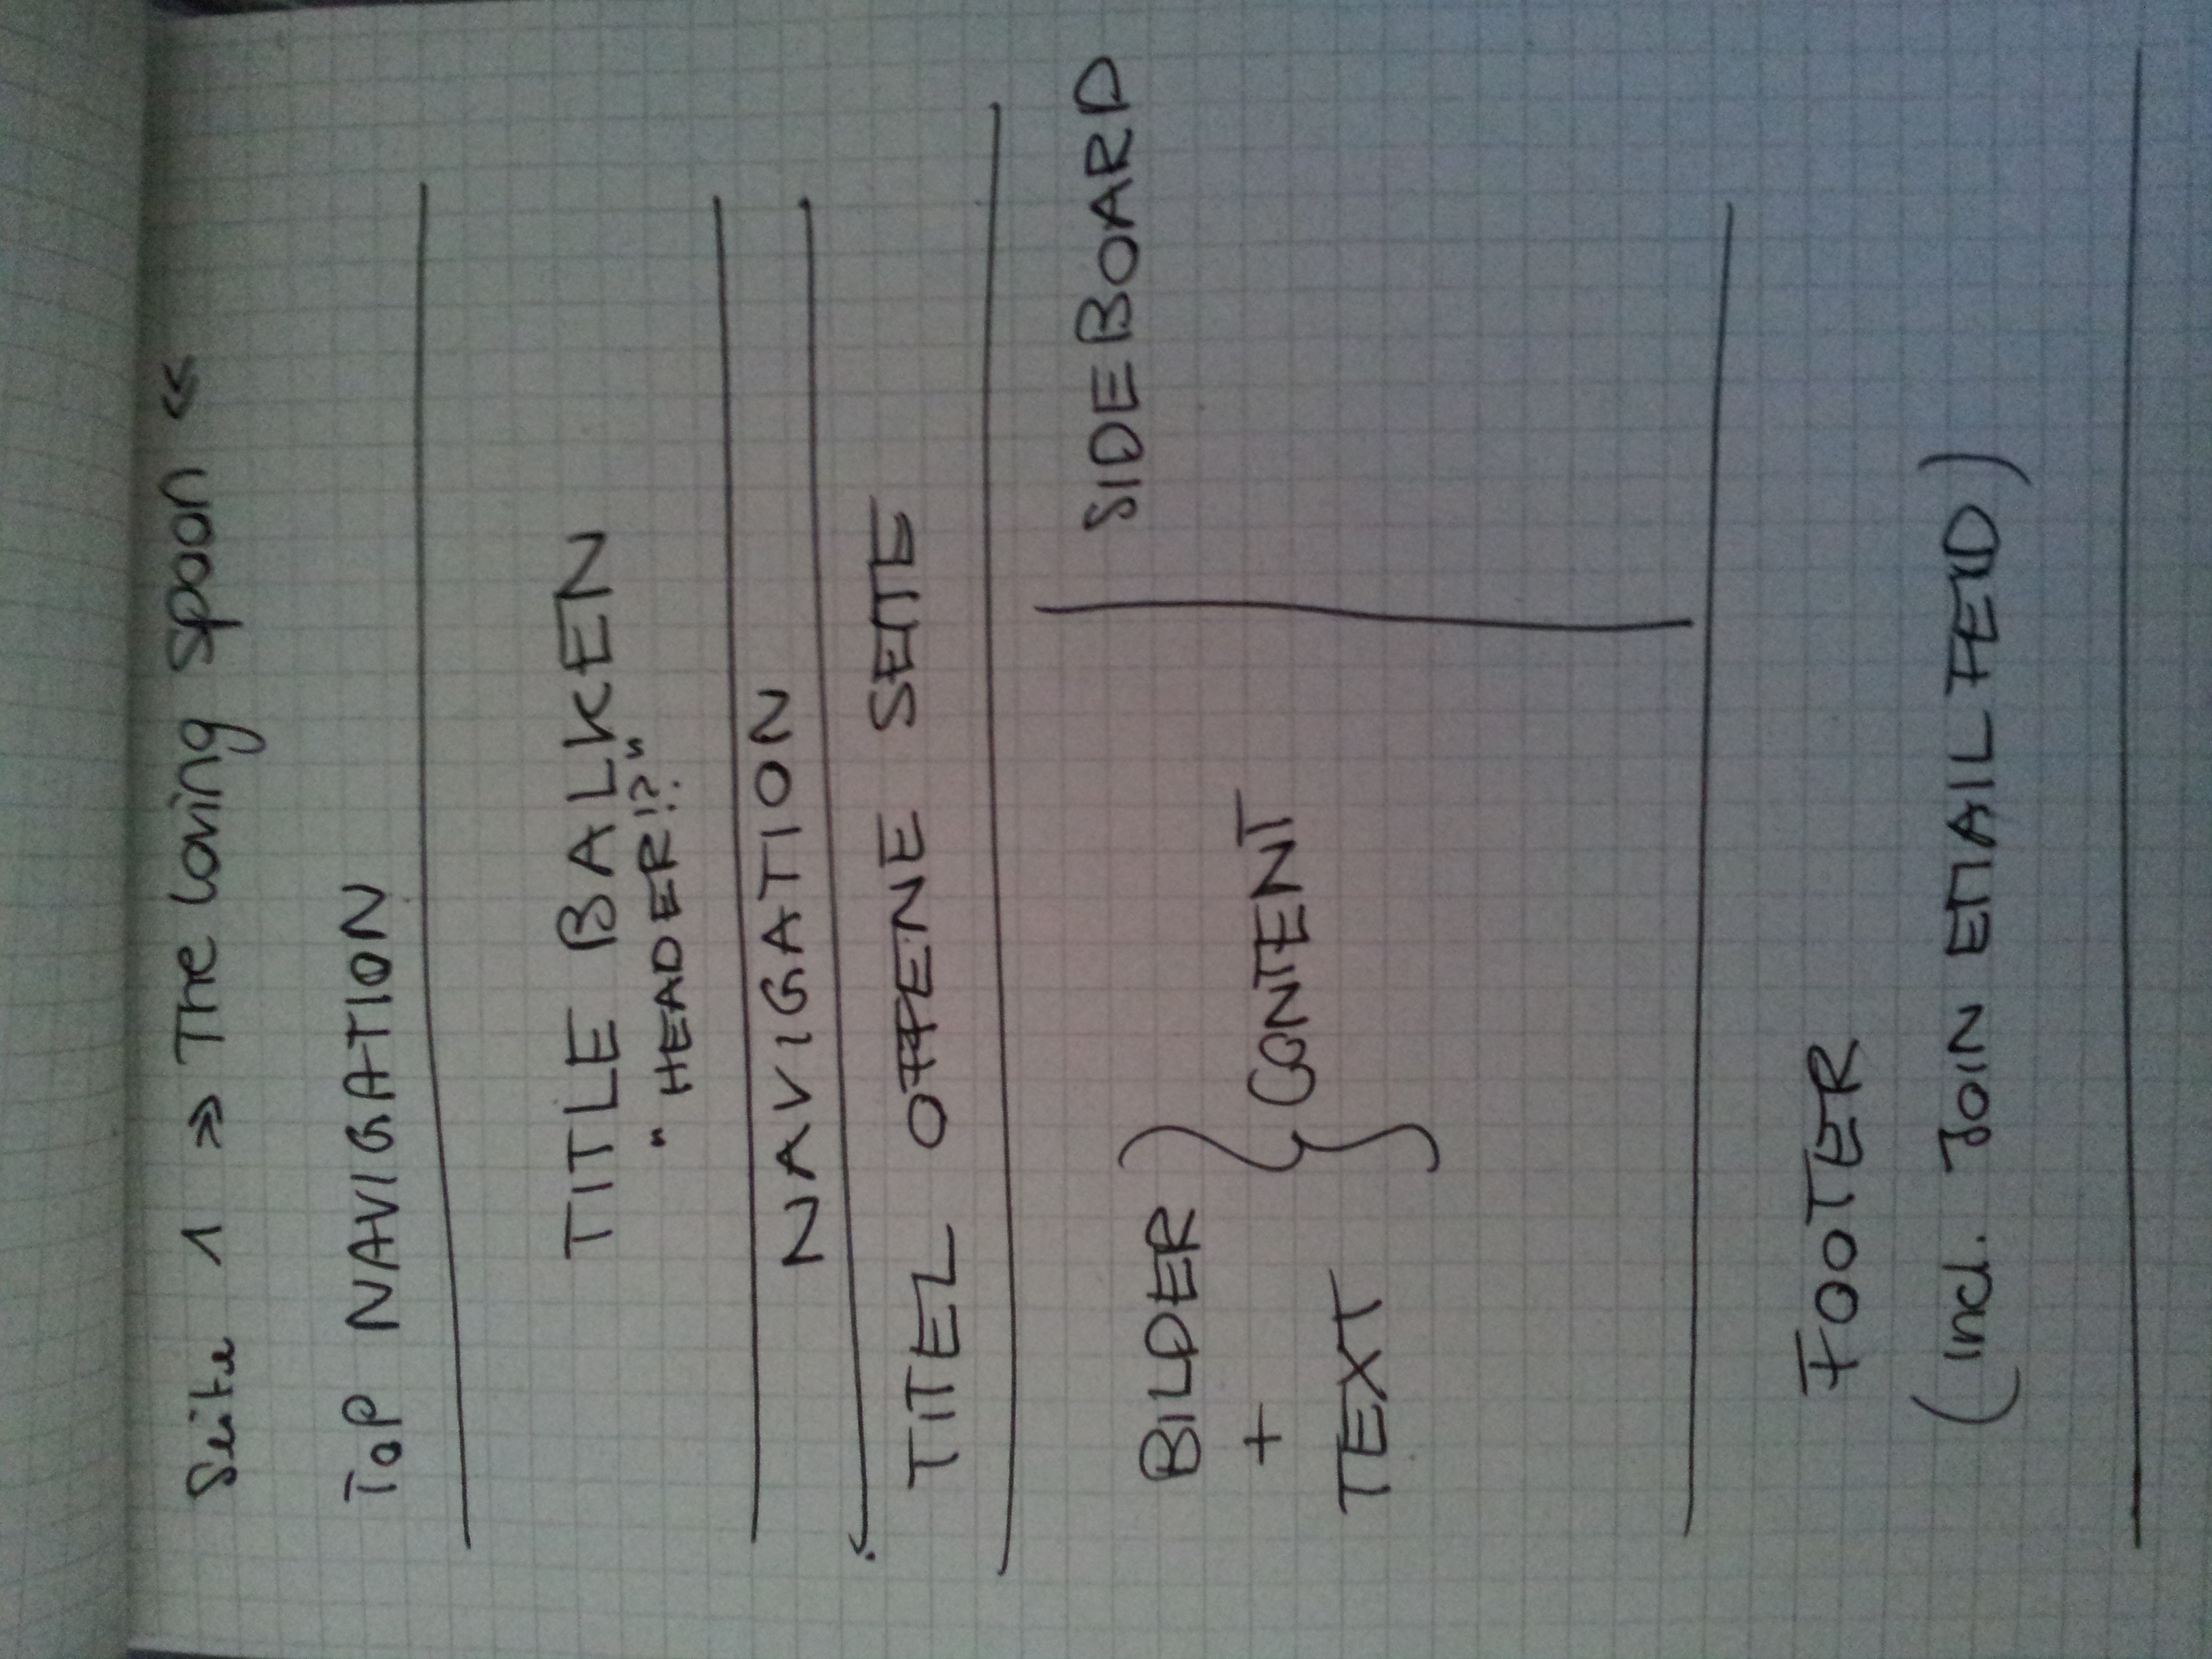 Seite 1 >> The loving spoon <<
ToP NAVIGATION
TITLE BALKEN
"HEADER!?"
NAVIGATION
TITEL OFFENE SEITE
SIDEBOARD
BILDER
+
TEXT
CONTENT
FOOTER
(incl. JOIN EMAIL FELD)